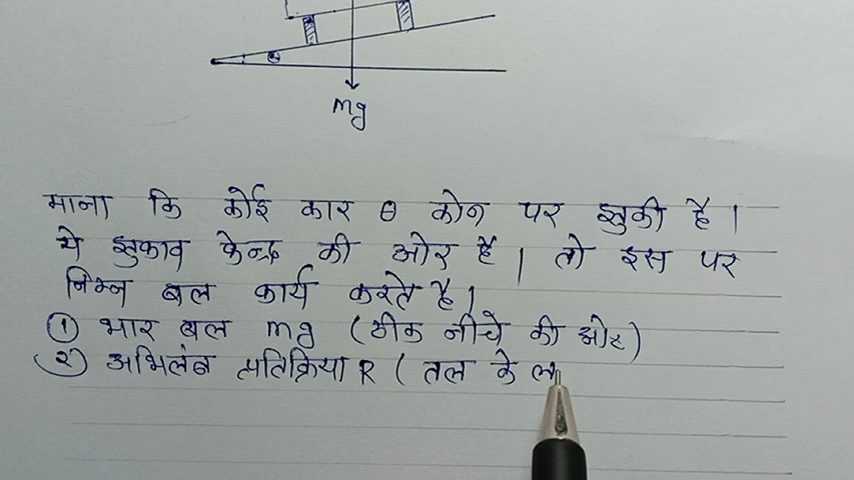 θ
mg
माना कि कोई कार θ कोन पर झुकी है।
ये झुकाव केन्द्र की ओर है। तो इस पर
निम्न बल कार्य करते है।
① भार बल mg (ठीक नीचे की ओर)
② अभिलंब प्रतिक्रिया R ( तल के ल